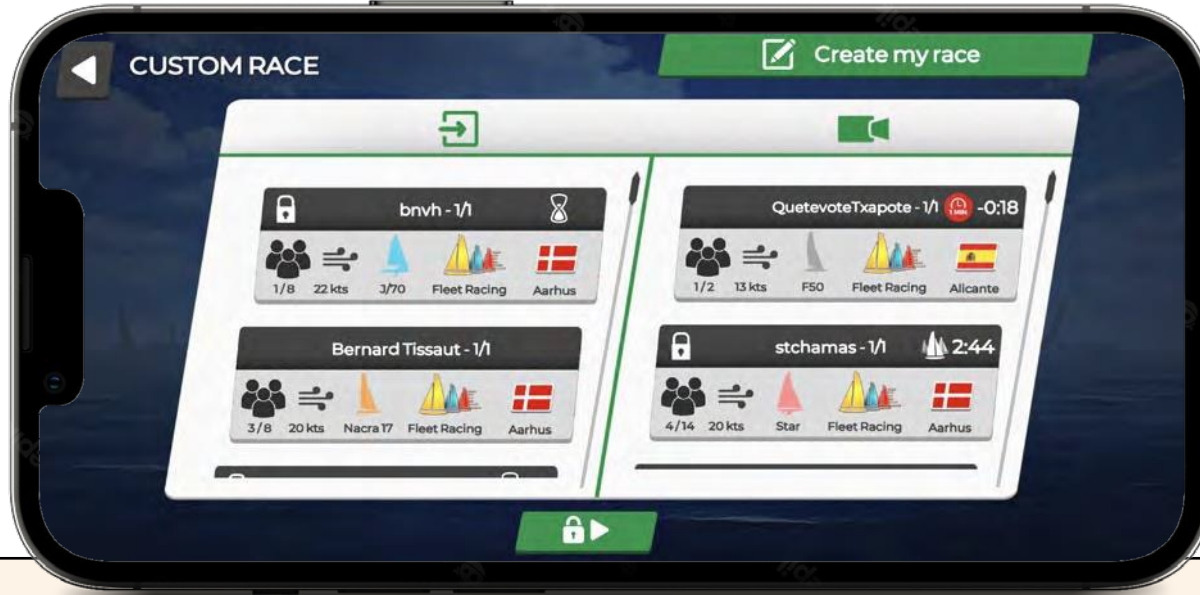 CUSTOM RACE
Create my race
bnvh - 1/1
1/8 22 kts J/70 Fleet Racing Aarhus
Bernard Tissaut - 1/1
3/8 20 kts Nacra 17 Fleet Racing Aarhus
QuetevoteTxapote - 1/1 1 MIN -0:18
1/2 13 kts F50 Fleet Racing Alicante
stchamas - 1/1 2:44
4/14 20 kts Star Fleet Racing Aarhus